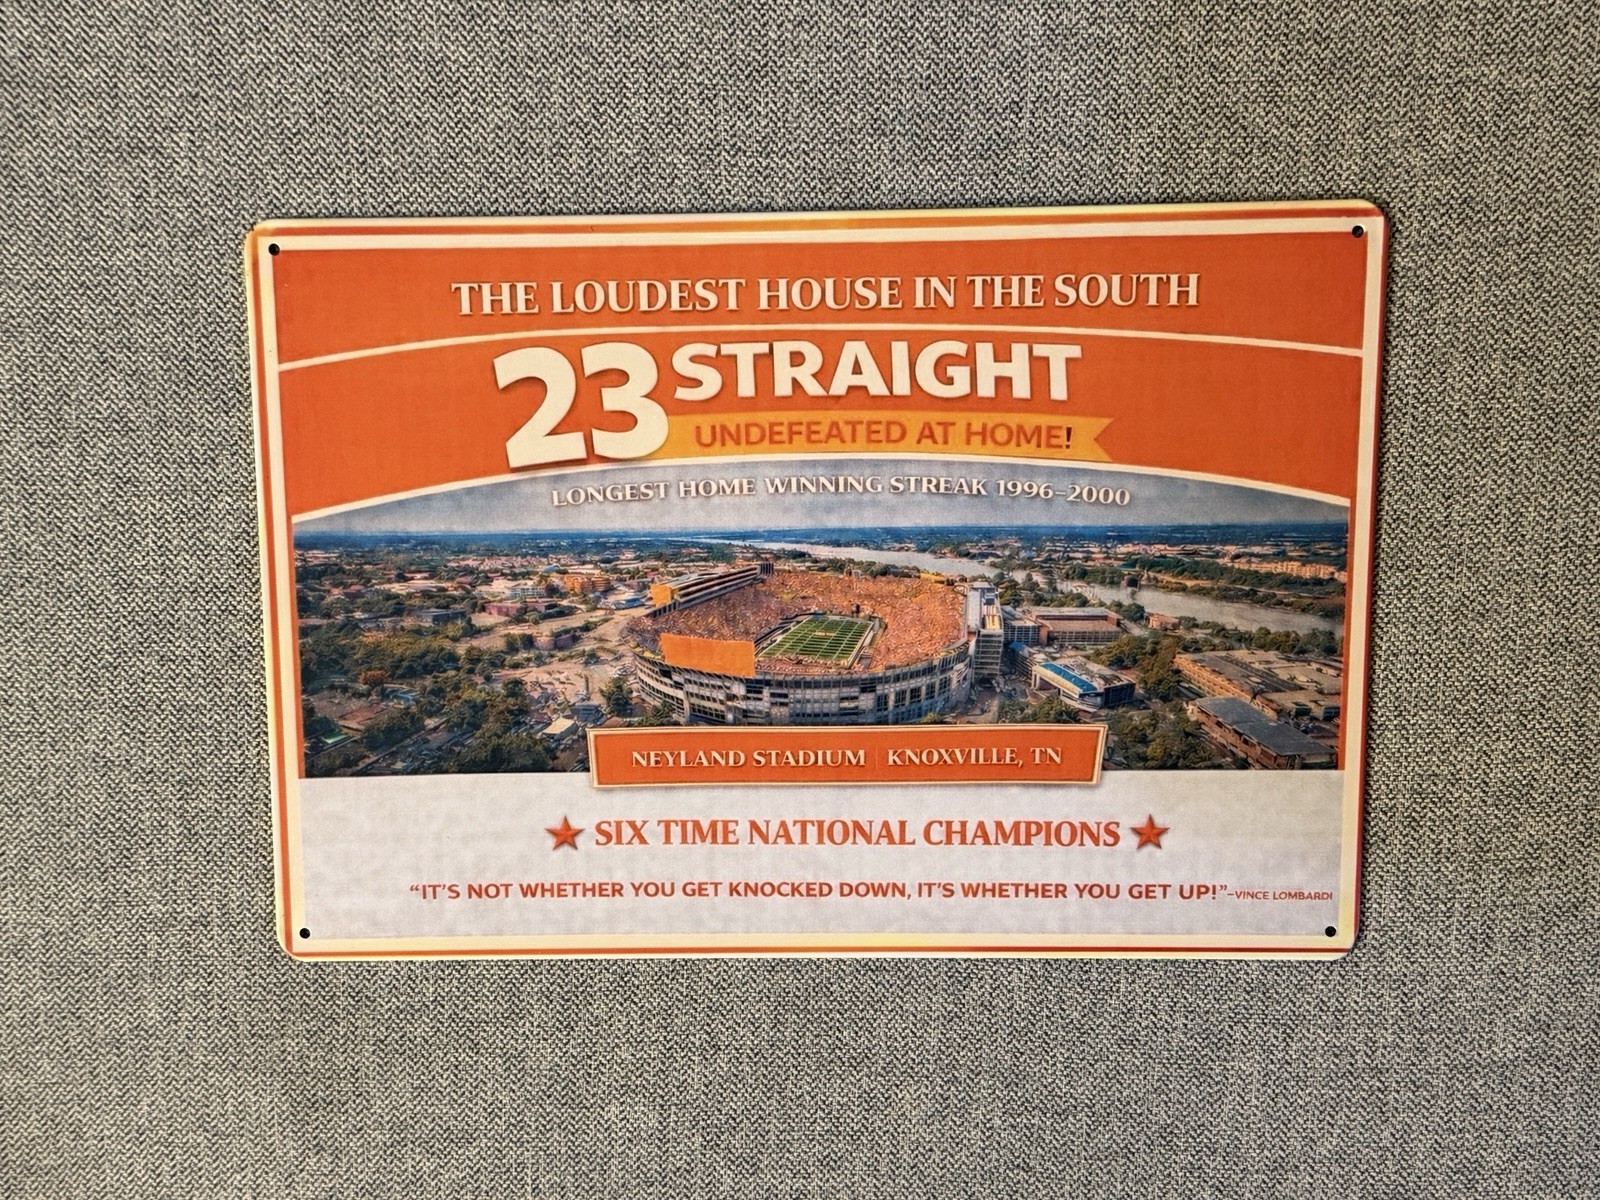 THE LOUDEST HOUSE IN THE SOUTH
23 STRAIGHT
UNDEFEATED AT HOME!
LONGEST HOME WINNING STREAK 1996–2000
NEYLAND STADIUM | KNOXVILLE, TN
★ SIX TIME NATIONAL CHAMPIONS ★
“IT’S NOT WHETHER YOU GET KNOCKED DOWN, IT’S WHETHER YOU GET UP!” –VINCE LOMBARDI